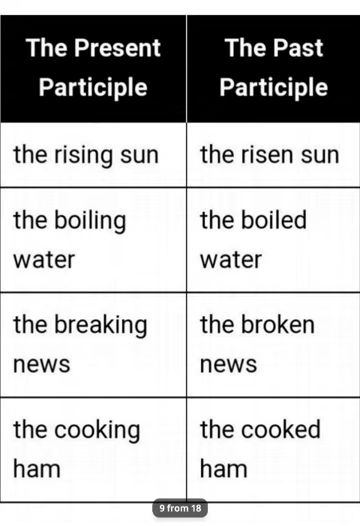 The Present
Participle
The Past
Participle
the rising sun
the risen sun
the boiling
water
the boiled
water
the breaking
news
the broken
news
the cooking
ham
the cooked
ham
9 from 18